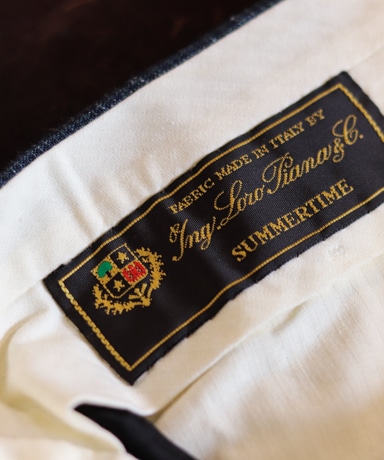 FABRIC MADE IN ITALY BY
Ing. Loro Piana & C.
SUMMERTIME